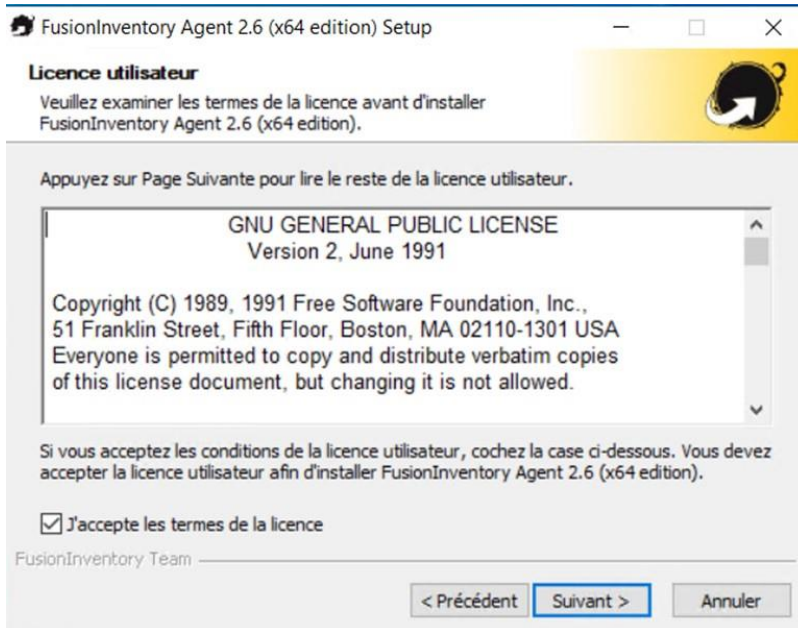 FusionInventory Agent 2.6 (x64 edition) Setup
Licence utilisateur
Veuillez examiner les termes de la licence avant d'installer
FusionInventory Agent 2.6 (x64 edition).
Appuyez sur Page Suivante pour lire le reste de la licence utilisateur.
GNU GENERAL PUBLIC LICENSE
Version 2, June 1991
Copyright (C) 1989, 1991 Free Software Foundation, Inc.,
51 Franklin Street, Fifth Floor, Boston, MA 02110-1301 USA
Everyone is permitted to copy and distribute verbatim copies
of this license document, but changing it is not allowed.
Si vous acceptez les conditions de la licence utilisateur, cochez la case ci-dessous. Vous devez
accepter la licence utilisateur afin d'installer FusionInventory Agent 2.6 (x64 edition).
J'accepte les termes de la licence
FusionInventory Team
< Précédent Suivant > Annuler